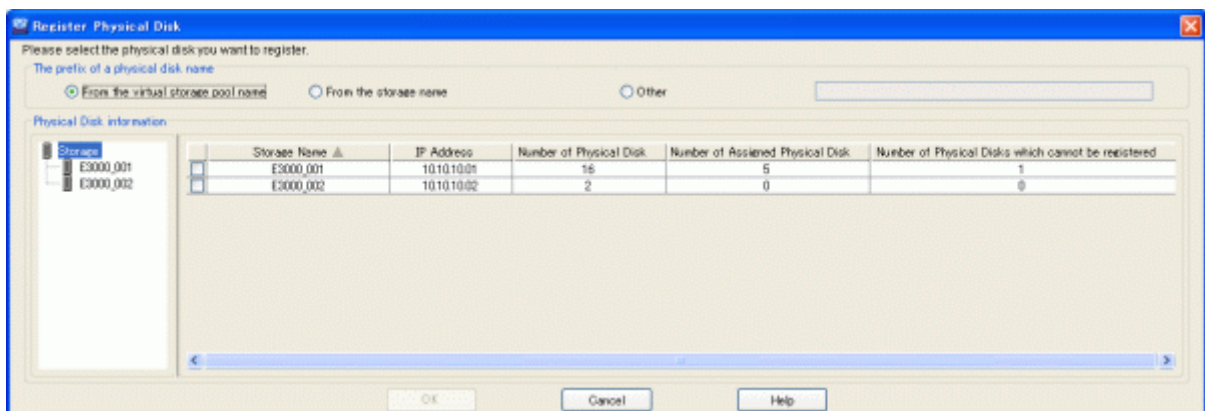 Register Physical Disk
Please select the physical disk you want to register.
The prefix of a physical disk name
From the virtual storage pool name From the storage name Other
Physical Disk information
Storage
E3000_001
E3000_002
Storage Name IP Address Number of Physical Disk Number of Assigned Physical Disk Number of Physical Disks which cannot be registered
E3000_001 10.10.10.01 16 5 1
E3000_002 10.10.10.02 2 0 0
OK Cancel Help